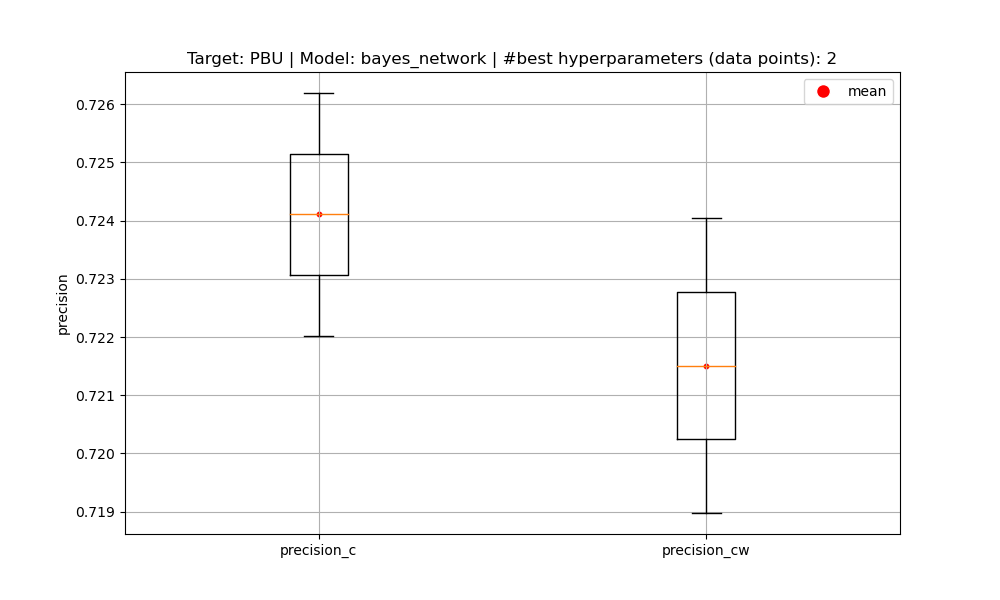 Target: PBU | Model: bayes_network | #best hyperparameters (data points): 2
mean
0.726
0.725
0.724
0.723
0.722
0.721
0.720
0.719
precision
precision_c
precision_cw